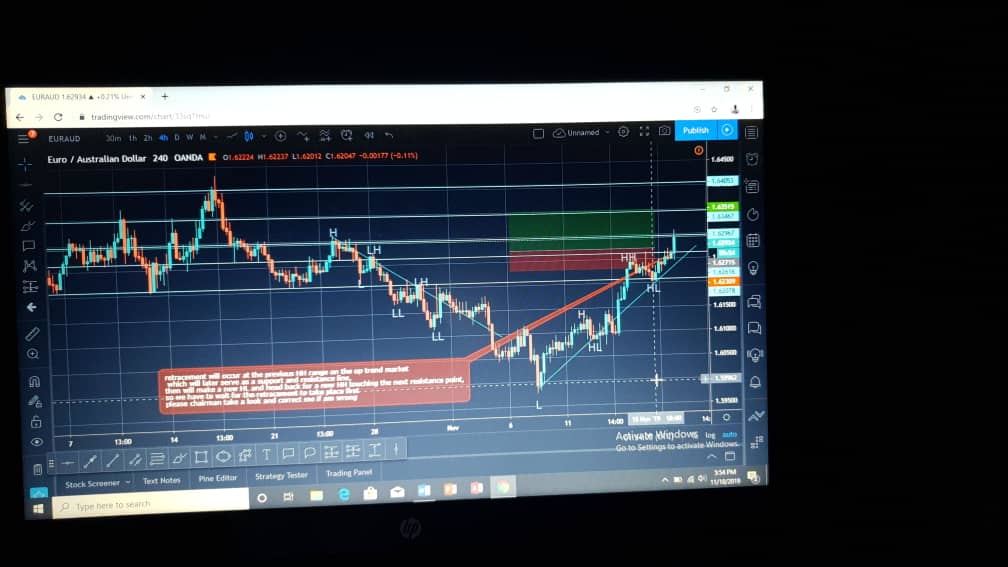 EURAUD 1.62934 ▲ +0.21%
tradingview.com/chart/
EURAUD 30m 1h 2h 4h D W M
Unnamed
Publish
Euro / Australian Dollar 240 OANDA O1.62224 H1.62237 L1.62012 C1.62047 -0.00177 (-0.11%)
1.64500
1.64053
1.63515
1.63467
1.62967
1.62934
1.62715
1.62616
1.62309
1.62078
1.61500
1.61000
1.60500
1.59500
H
LH
L
LH
LL
LL
HH
HL
H
HL
L
retracement will occur at the previous HH range on the up trend market
which will later serve as a support and resistance line,
then will make a new HL and head back for a new HH touching the next resistance point,
so we have to wait for the retracement to take place first.
please chairman take a look and correct me if am wrong
7 13:00 14 13:00 21 13:00 28 Nov 6 11 14:00 18 Nov '19 18:00 14:
Activate Windows
Go to Settings to activate Windows.
log auto
Stock Screener Text Notes Pine Editor Strategy Tester Trading Panel
Type here to search
3:54 PM
11/18/2019
hp